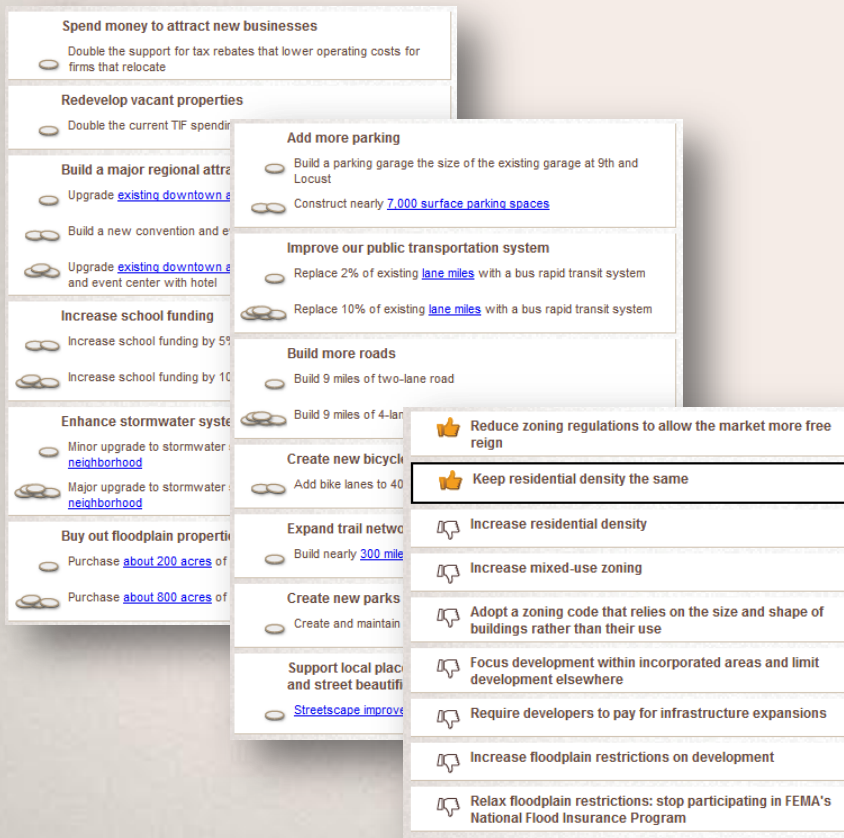 Spend money to attract new businesses
Double the support for tax rebates that lower operating costs for
firms that relocate
Redevelop vacant properties
Double the current TIF
Build a major regional
Upgrade existing downtown
Build a new convention and
Upgrade existing downtown
and event center with hotel
Increase school funding
Increase school funding by 5%
Increase school funding by 10
Enhance stormwater
Minor upgrade to stormwater
neighborhood
Major upgrade to stormwater
neighborhood
Buy out floodplain
Purchase about 200 acres of
Purchase about 800 acres of
Add more parking
Build a parking garage the size of the existing garage at 9th and
Locust
Construct nearly 7,000 surface parking spaces
Improve our public transportation system
Replace 2% of existing lane miles with a bus rapid transit system
Replace 10% of existing lane miles with a bus rapid transit system
Build more roads
Build 9 miles of two-lane road
Build 9 miles of
Create new
Add bike lanes to 40
Expand trail
Build nearly 300
Create new parks
Create and maintain
Support local
and street
Streetscape
Reduce zoning regulations to allow the market more free
reign
Keep residential density the same
Increase residential density
Increase mixed-use zoning
Adopt a zoning code that relies on the size and shape of
buildings rather than their use
Focus development within incorporated areas and limit
development elsewhere
Require developers to pay for infrastructure expansions
Increase floodplain restrictions on development
Relax floodplain restrictions: stop participating in FEMA's
National Flood Insurance Program